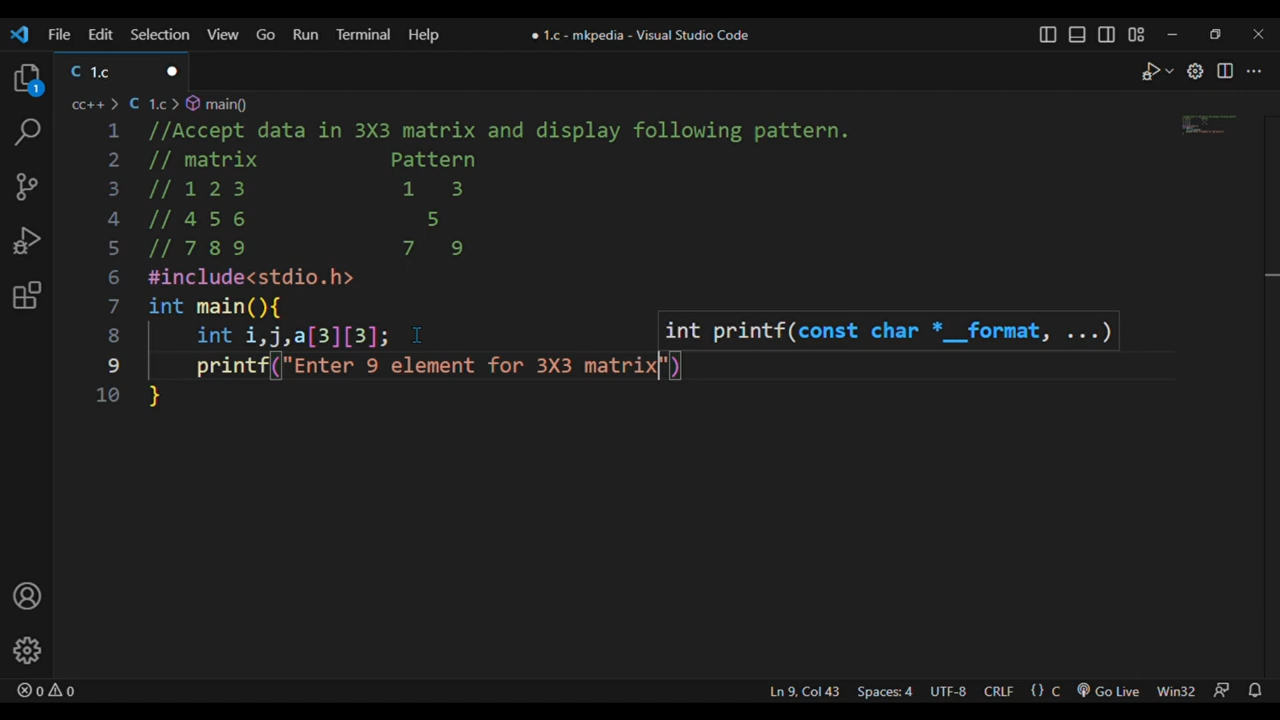 File Edit Selection View Go Run Terminal Help ● 1.c - mkpedia - Visual Studio Code
C 1.c
1
cc++ > C 1.c > main()
1 //Accept data in 3X3 matrix and display following pattern.
2 // matrix Pattern
3 // 1 2 3 1 3
4 // 4 5 6 5
5 // 7 8 9 7 9
6 #include<stdio.h>
7 int main(){
8 int i,j,a[3][3];
int printf(const char *__format, ...)
9 printf("Enter 9 element for 3X3 matrix")
10 }
0 0 Ln 9, Col 43 Spaces: 4 UTF-8 CRLF {} C Go Live Win32